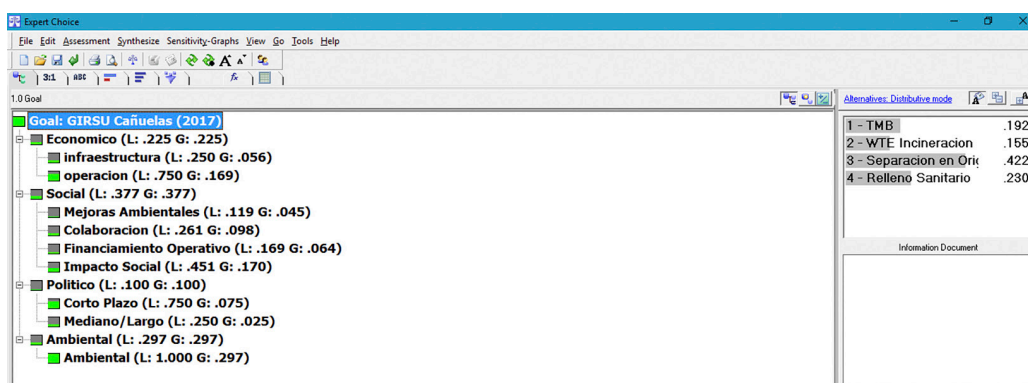 Expert Choice
File Edit Assessment Synthesize Sensitivity-Graphs View Go Tools Help
3:1 ABC fx
1.0 Goal
Alternatives: Distributive mode
Goal: GIRSU Cañuelas (2017)
Economico (L: .225 G: .225)
infraestructura (L: .250 G: .056)
operacion (L: .750 G: .169)
Social (L: .377 G: .377)
Mejoras Ambientales (L: .119 G: .045)
Colaboracion (L: .261 G: .098)
Financiamiento Operativo (L: .169 G: .064)
Impacto Social (L: .451 G: .170)
Politico (L: .100 G: .100)
Corto Plazo (L: .750 G: .075)
Mediano/Largo (L: .250 G: .025)
Ambiental (L: .297 G: .297)
Ambiental (L: 1.000 G: .297)
1 - TMB .192
2 - WTE Incineracion .155
3 - Separacion en Orig .422
4 - Relleno Sanitario .230
Information Document